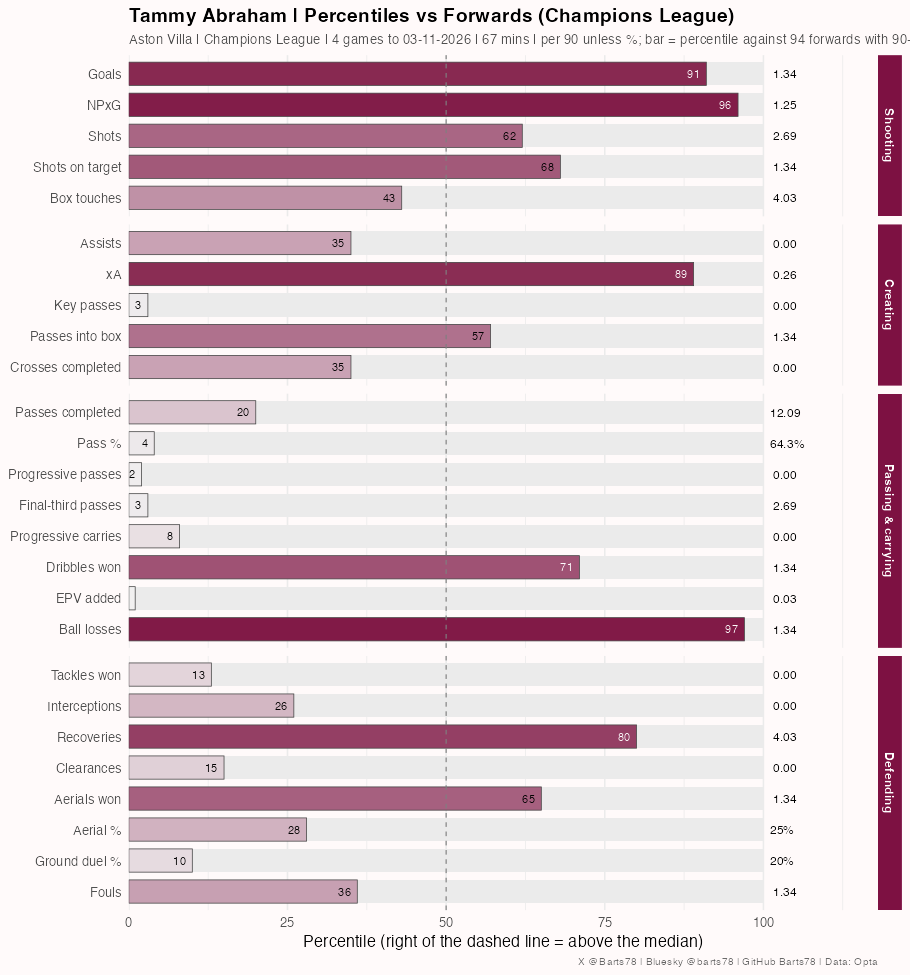 Tammy Abraham | Percentiles vs Forwards (Champions League)
Aston Villa | Champions League | 4 games to 03-11-2026 | 67 mins | per 90 unless %; bar = percentile against 94 forwards with 90-
Goals 91 1.34
NPxG 96 1.25
Shots 62 2.69
Shots on target 68 1.34
Box touches 43 4.03
Shooting
Assists 35 0.00
xA 89 0.26
Key passes 3 0.00
Passes into box 57 1.34
Crosses completed 35 0.00
Creating
Passes completed 20 12.09
Pass % 4 64.3%
Progressive passes 2 0.00
Final-third passes 3 2.69
Progressive carries 8 0.00
Dribbles won 71 1.34
EPV added 0.03
Ball losses 97 1.34
Passing & carrying
Tackles won 13 0.00
Interceptions 26 0.00
Recoveries 80 4.03
Clearances 15 0.00
Aerials won 65 1.34
Aerial % 28 25%
Ground duel % 10 20%
Fouls 36 1.34
Defending
0 25 50 75 100
Percentile (right of the dashed line = above the median)
X @Barts78 | Bluesky @barts78 | GitHub Barts78 | Data: Opta